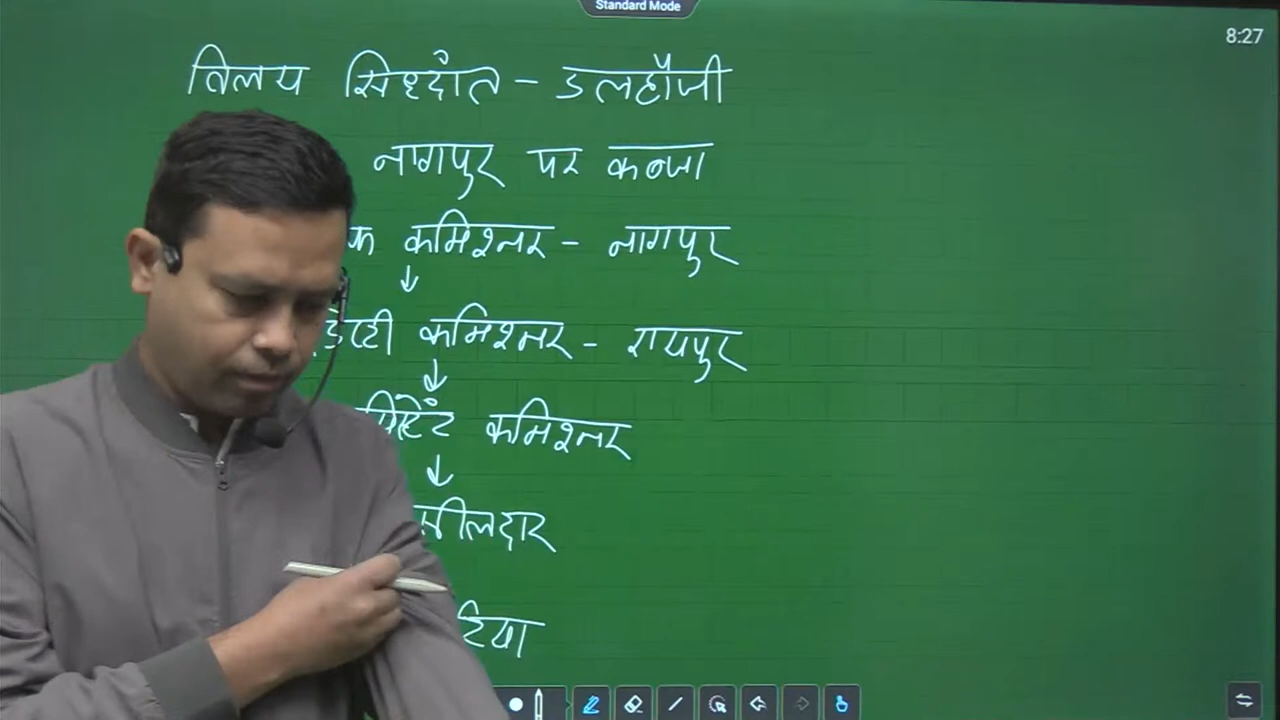 Standard Mode
8:27
विलय सिध्दांत - डलहौजी
नागपुर पर कब्जा
कमिश्नर - नागपुर
↓
कमिश्नर - रायपुर
↓
कमिश्नर
↓